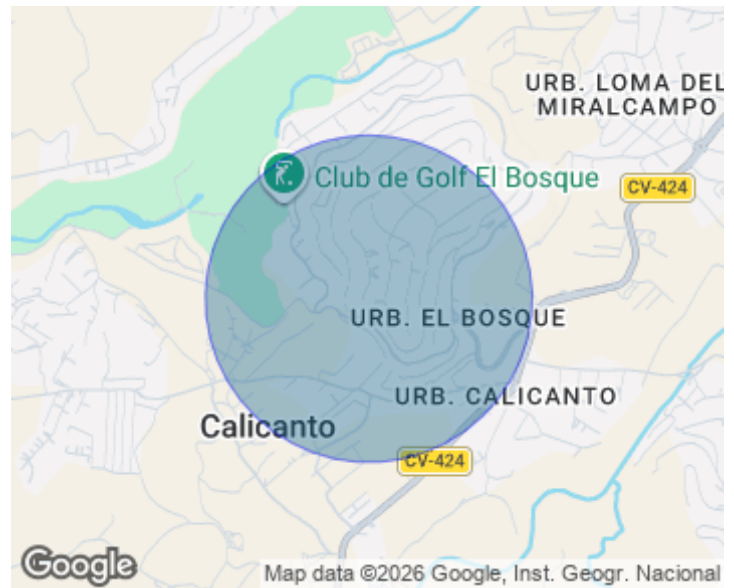 URB. LOMA DEL
MIRALCAMPO
Club de Golf El Bosque
CV-424
URB. EL BOSQUE
URB. CALICANTO
Calicanto
CV-424
Google
Map data ©2026 Google, Inst. Geogr. Nacional